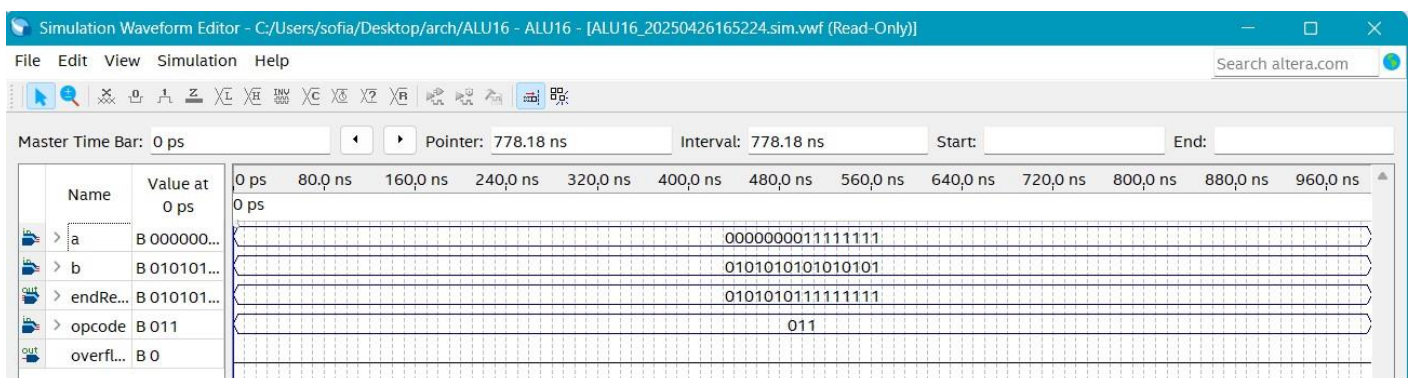 Simulation Waveform Editor - C:/Users/sofia/Desktop/arch/ALU16 - ALU16 - [ALU16_20250426165224.sim.vwf (Read-Only)]
File Edit View Simulation Help Search altera.com
Master Time Bar: 0 ps Pointer: 778.18 ns Interval: 778.18 ns Start: End:
Name Value at 0 ps
0 ps 80.0 ns 160.0 ns 240.0 ns 320.0 ns 400.0 ns 480.0 ns 560.0 ns 640.0 ns 720.0 ns 800.0 ns 880.0 ns 960.0 ns
0 ps
a B 000000... 0000000011111111
b B 010101... 0101010101010101
endRe... B 010101... 0101010111111111
opcode B 011 011
overfl... B 0